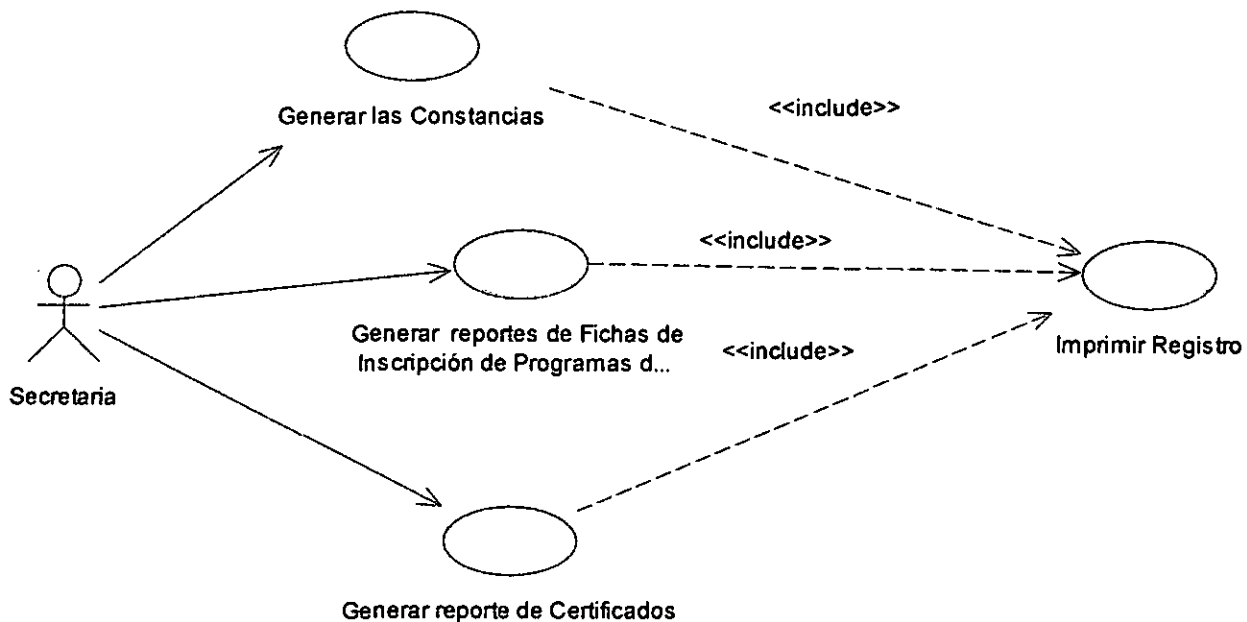 Generar las Constancias
<<include>>
<<include>>
Generar reportes de Fichas de
Inscripción de Programas d...
<<include>>
Imprimir Registro
Secretaria
Generar reporte de Certificados